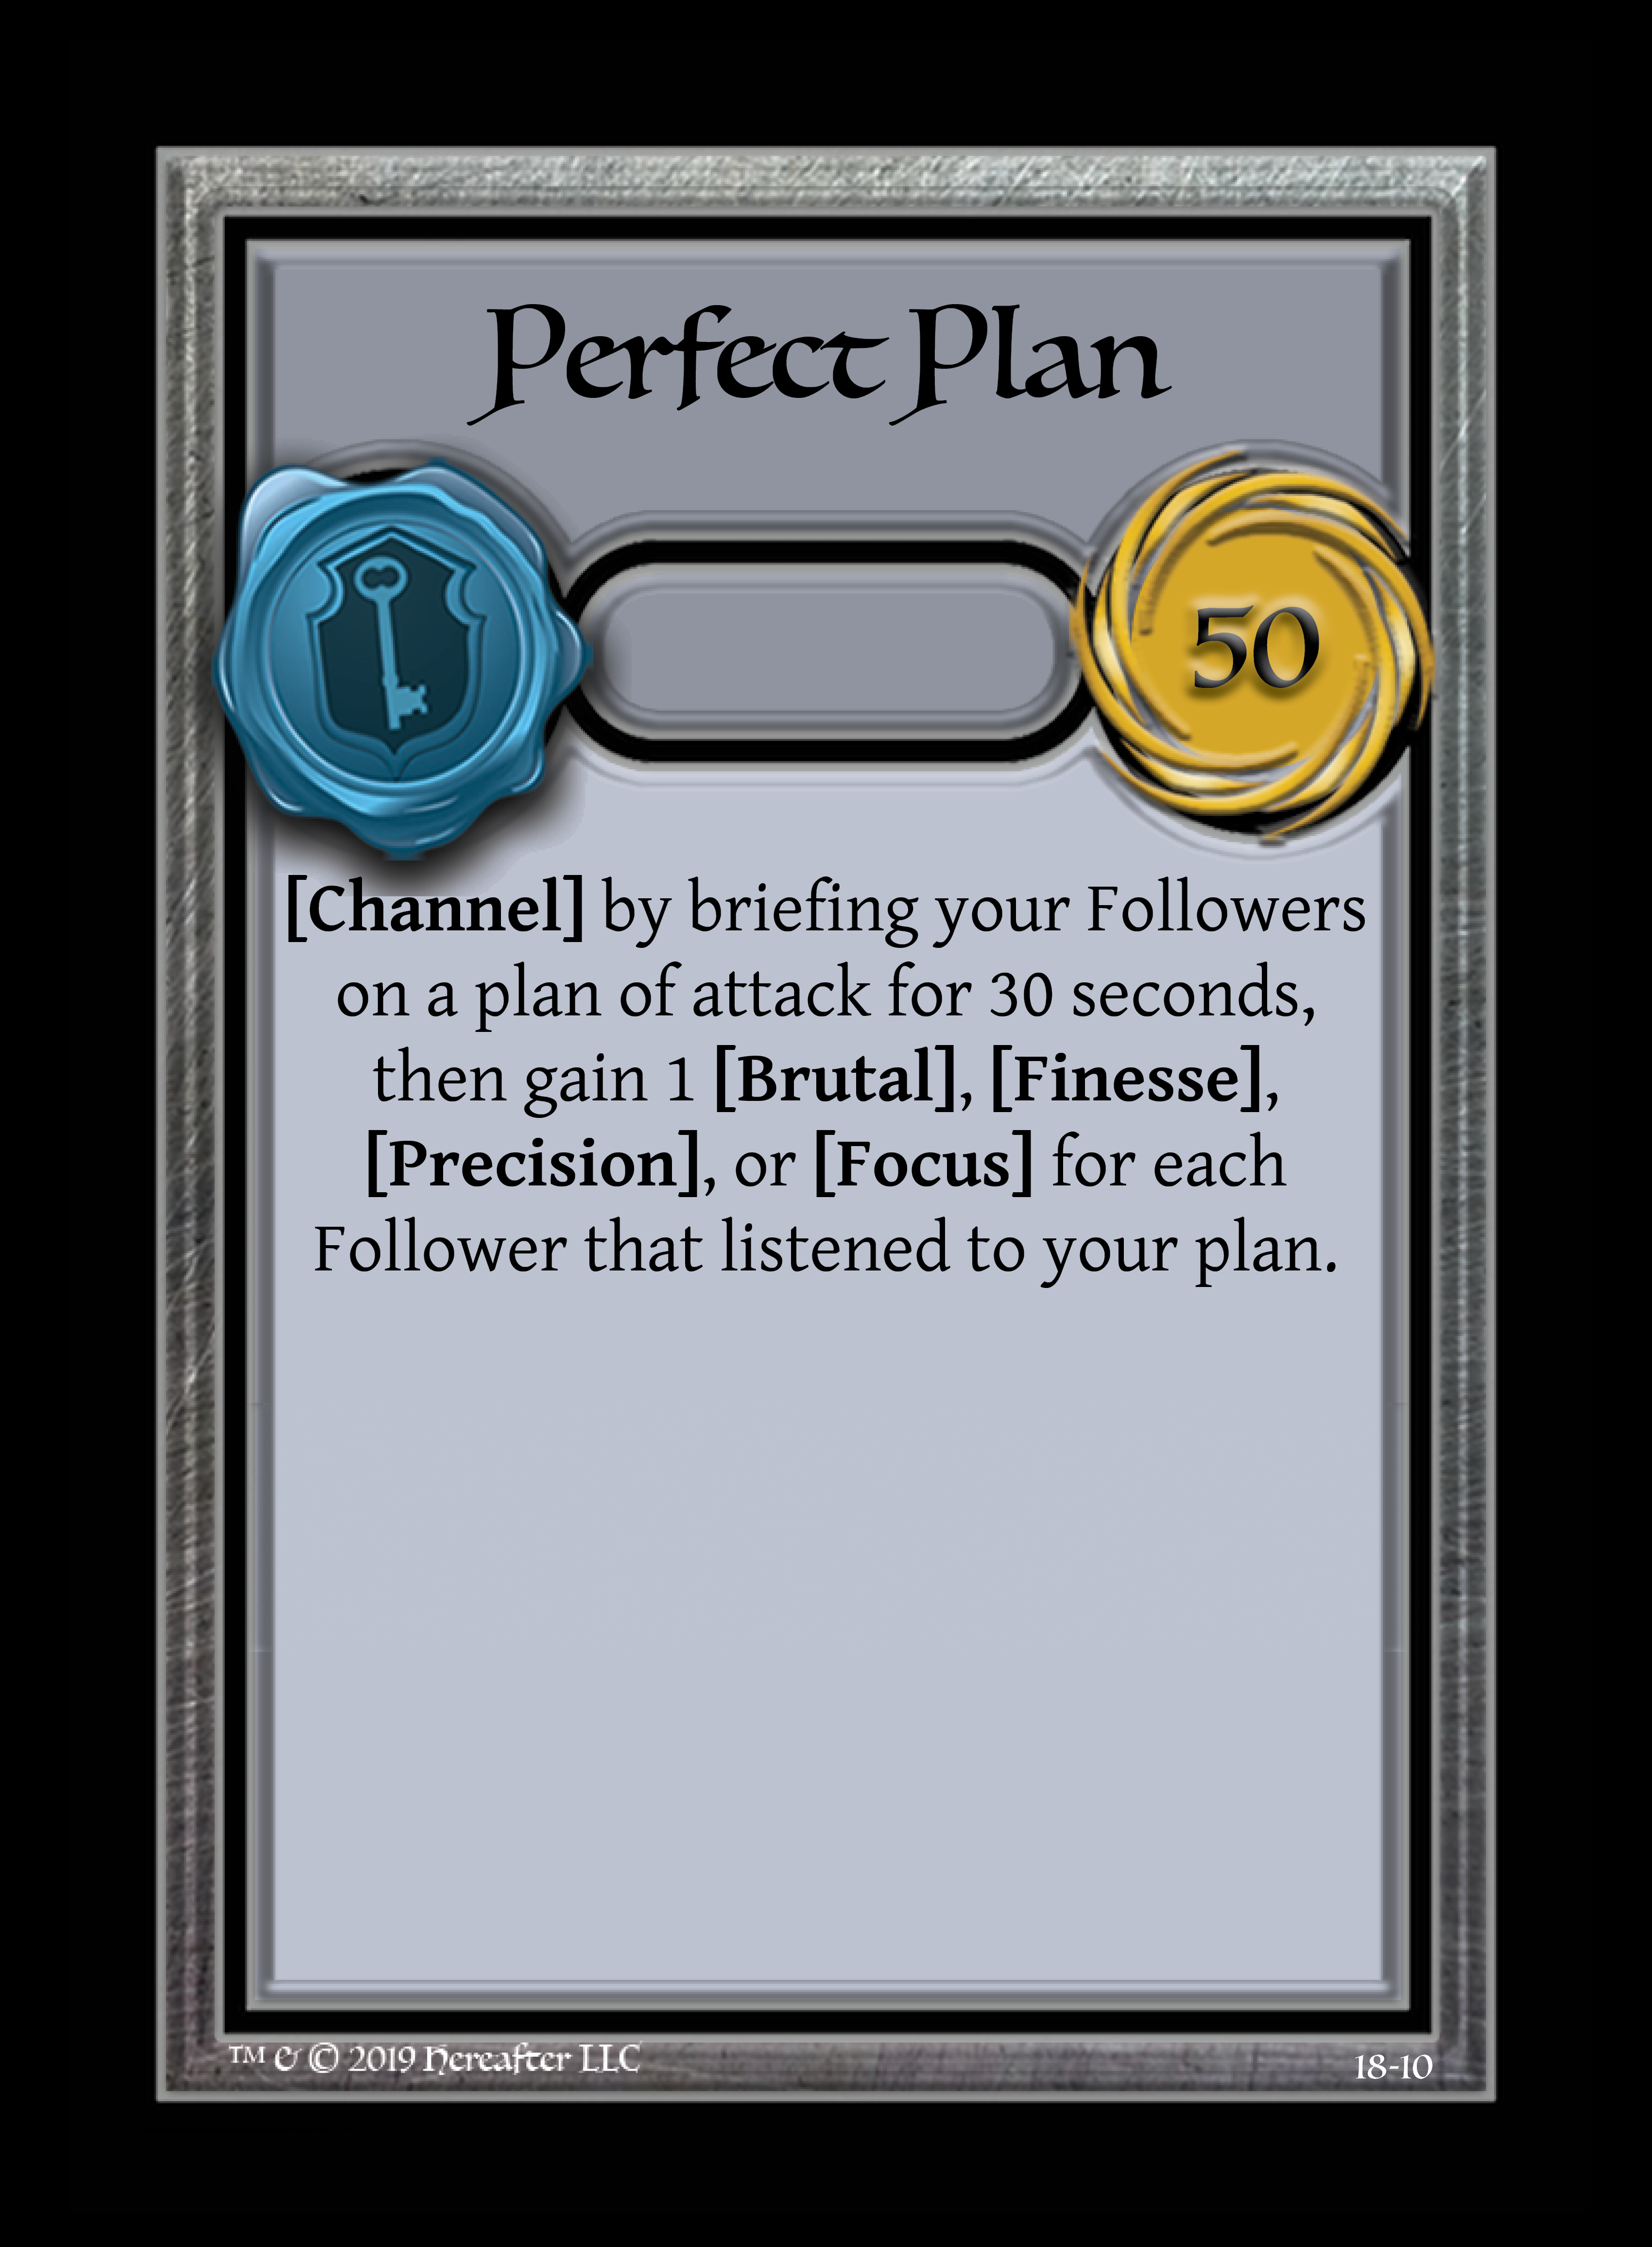 Perfect Plan
50
[Channel] by briefing your Followers
on a plan of attack for 30 seconds,
then gain 1 [Brutal], [Finesse],
[Precision], or [Focus] for each
Follower that listened to your plan.
™ & © 2019 Hereafter LLC
18-10